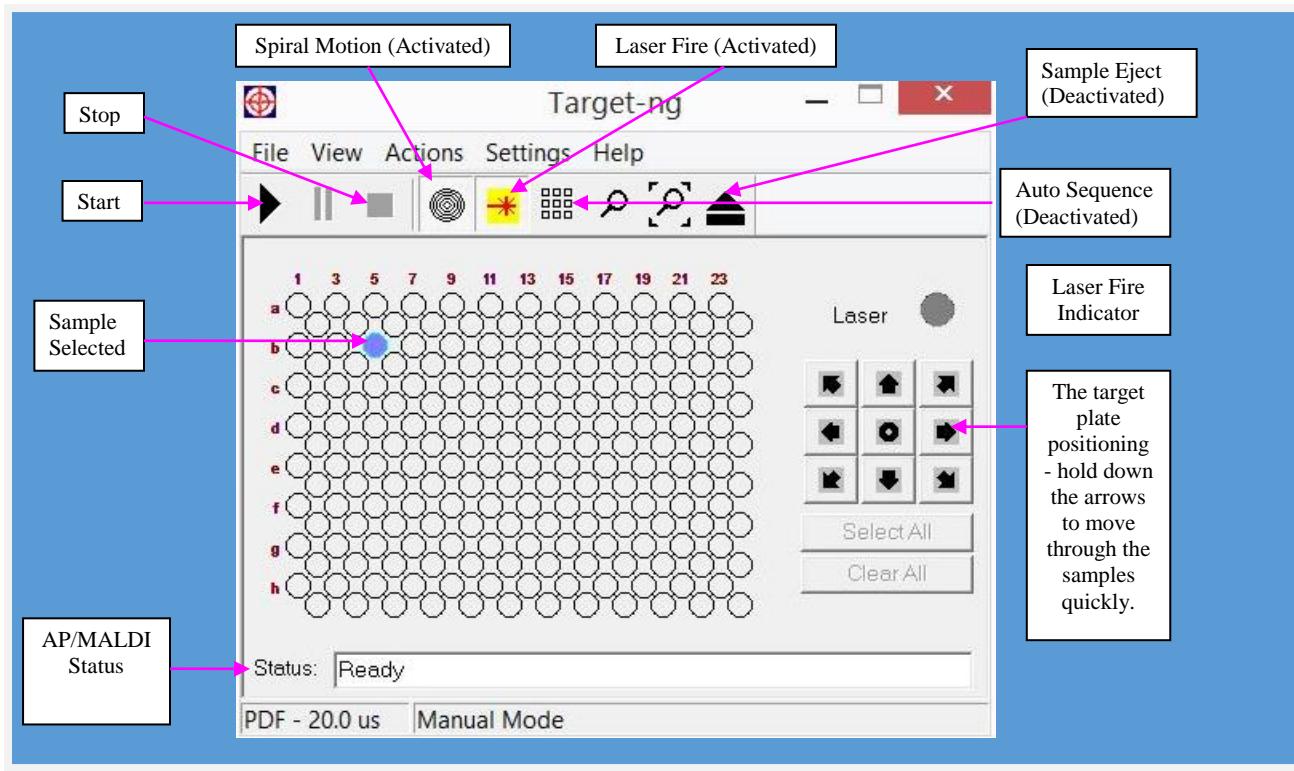 Spiral Motion (Activated)
Laser Fire (Activated)
Sample Eject
(Deactivated)
Stop
Start
Auto Sequence
(Deactivated)
Laser Fire
Indicator
Sample
Selected
The target
plate
positioning
- hold down
the arrows
to move
through the
samples
quickly.
AP/MALDI
Status
Target-ng
File View Actions Settings Help
1 3 5 7 9 11 13 15 17 19 21 23
a
b
c
d
e
f
g
h
Laser
Select All
Clear All
Status: Ready
PDF - 20.0 us Manual Mode